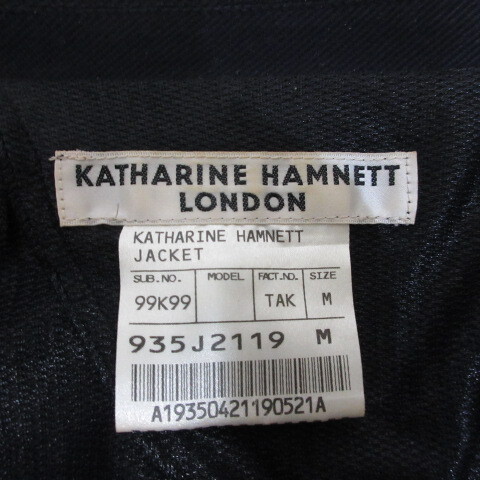 KATHARINE HAMNETT
LONDON
KATHARINE HAMNETT
JACKET
SUB.NO. MODEL FACT.NO. SIZE
99K99 TAK M
935J2119 M
A19350421190521A